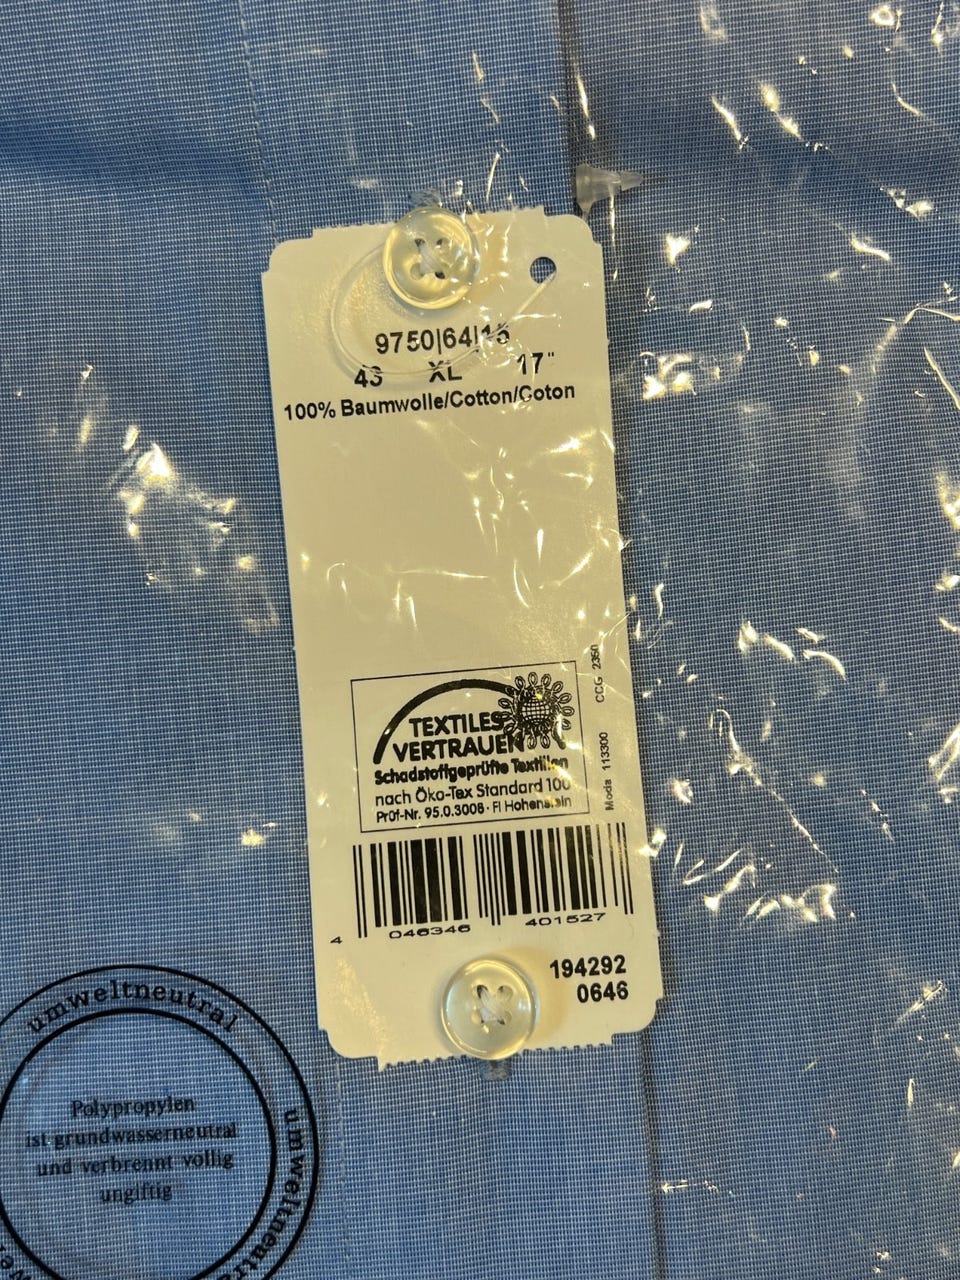 9750|64|15
43 XL 17"
100% Baumwolle/Cotton/Coton
TEXTILES
VERTRAUEN
Schadstoffgeprüfte Textilien
nach Öko-Tex Standard 100
Prüf-Nr. 95.0.3008 · FI Hohenstein
Moda 113300 CCG 2350
4 046346 401527
194292
0646
umweltneutral
umweltneutral
Polypropylen
ist grundwasserneutral
und verbrennt vollig
ungiftig